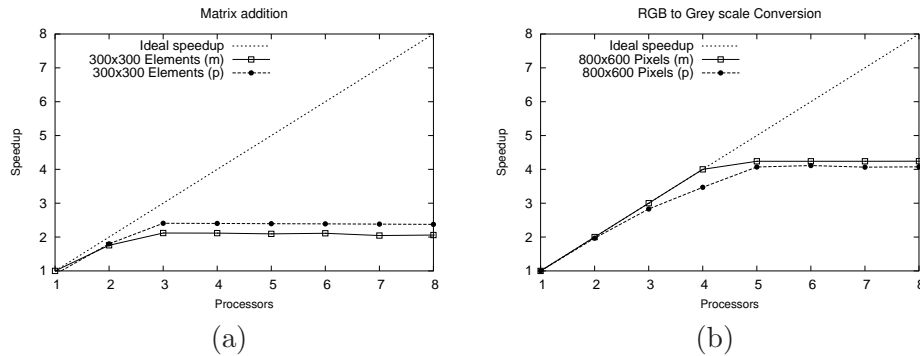 Matrix addition
Ideal speedup
300x300 Elements (m)
300x300 Elements (p)
8
7
6
5
4
3
2
1
Speedup
1 2 3 4 5 6 7 8
Processors
(a)
RGB to Grey scale Conversion
Ideal speedup
800x600 Pixels (m)
800x600 Pixels (p)
8
7
6
5
4
3
2
1
Speedup
1 2 3 4 5 6 7 8
Processors
(b)